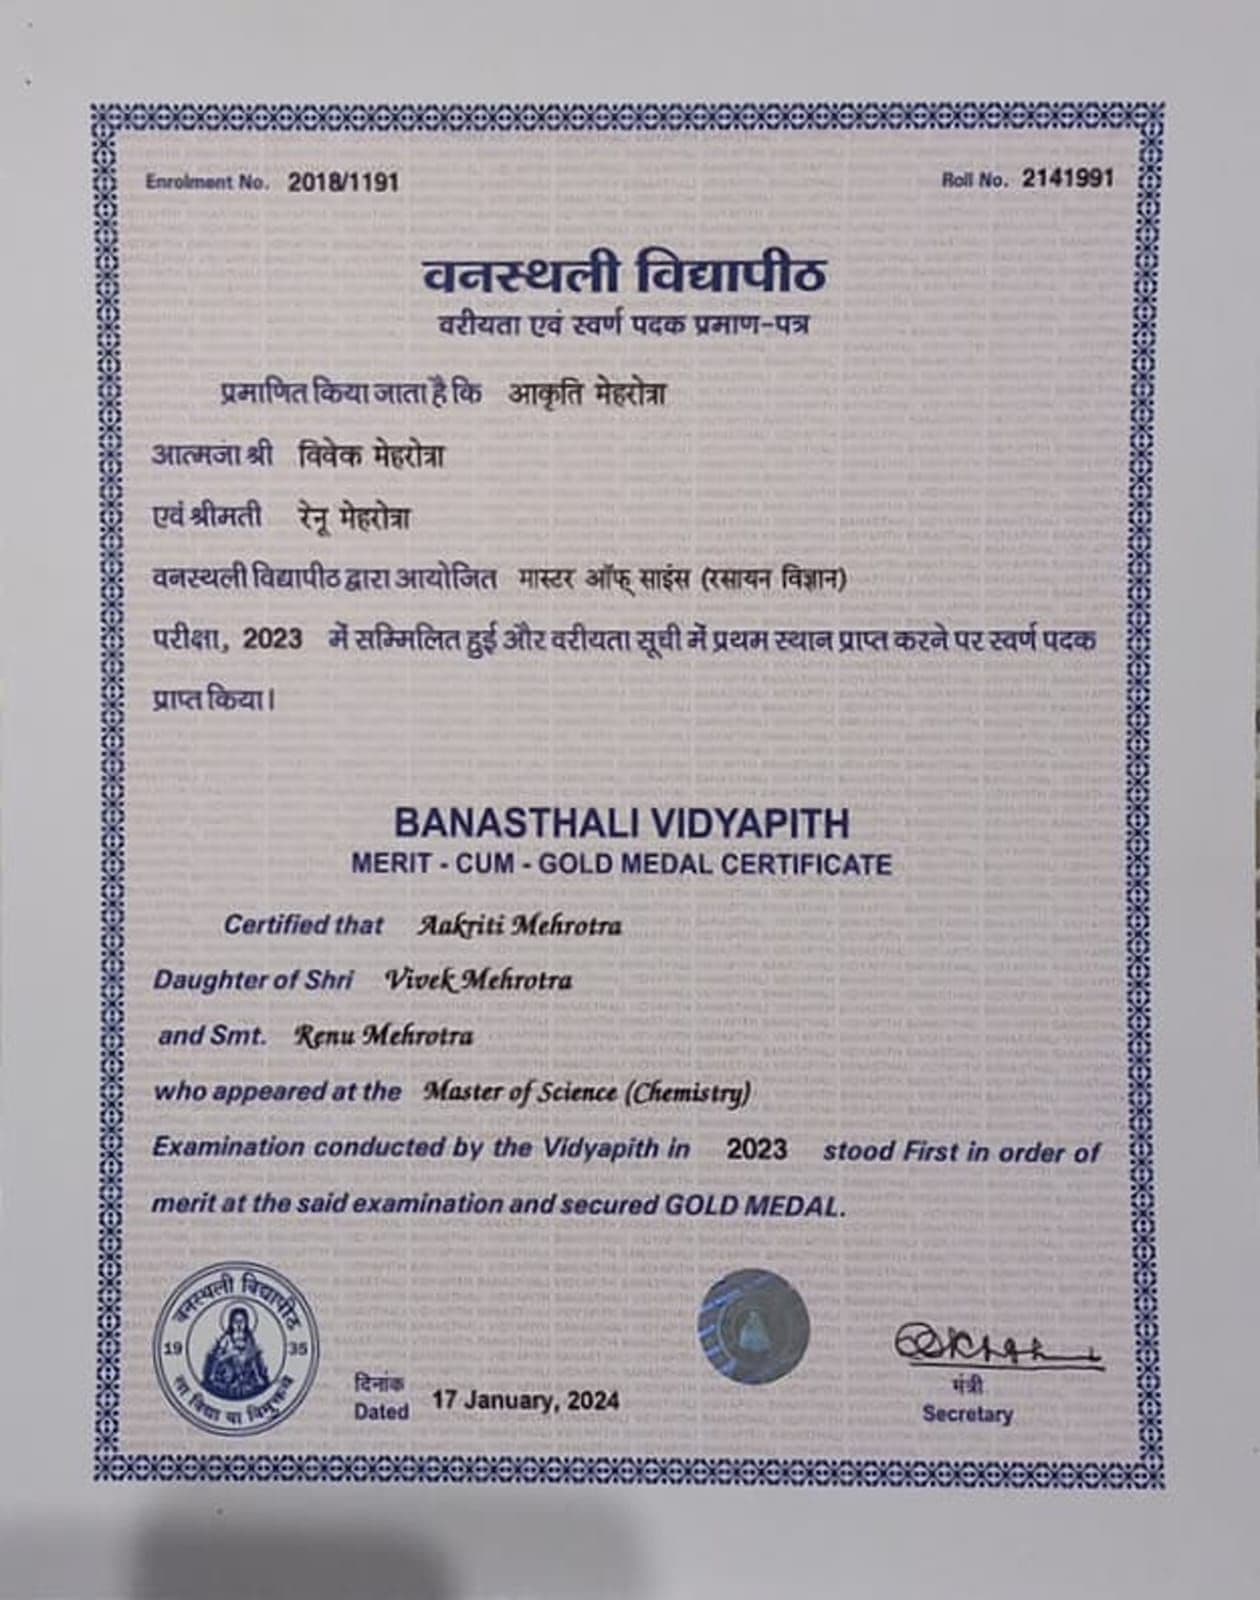 Enrolment No. 2018/1191
Roll No. 2141991
वनस्थली विद्यापीठ
वरीयता एवं स्वर्ण पदक प्रमाण-पत्र
प्रमाणित किया जाता है कि आकृति मेहरोत्रा
आत्मजा श्री विवेक मेहरोत्रा
एवं श्रीमती रेनू मेहरोत्रा
वनस्थली विद्यापीठ द्वारा आयोजित मास्टर ऑफ् साइंस (रसायन विज्ञान)
परीक्षा, 2023 में सम्मिलित हुई और वरीयता सूची में प्रथम स्थान प्राप्त करने पर स्वर्ण पदक
प्राप्त किया।
BANASTHALI VIDYAPITH
MERIT - CUM - GOLD MEDAL CERTIFICATE
Certified that Aakriti Mehrotra
Daughter of Shri Vivek Mehrotra
and Smt. Renu Mehrotra
who appeared at the Master of Science (Chemistry)
Examination conducted by the Vidyapith in 2023 stood First in order of
merit at the said examination and secured GOLD MEDAL.
वनस्थली विद्यापीठ
19 35
सा विद्या या विमुक्तये
दिनांक
Dated 17 January, 2024
मंत्री
Secretary